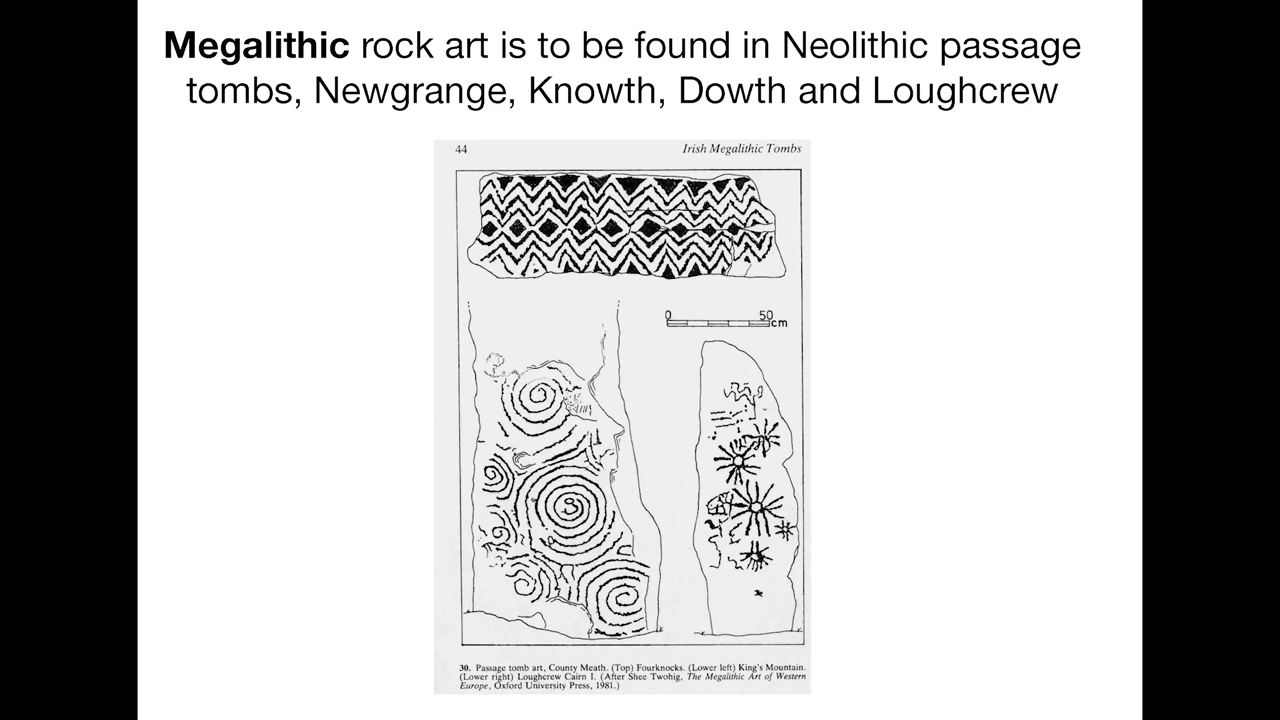 Megalithic rock art is to be found in Neolithic passage
tombs, Newgrange, Knowth, Dowth and Loughcrew
44 Irish Megalithic Tombs
0 50
cm
30. Passage tomb art, County Meath. (Top) Fourknocks. (Lower left) King's Mountain.
(Lower right) Loughcrew Cairn I. (After Shee Twohig, The Megalithic Art of Western
Europe, Oxford University Press, 1981.)